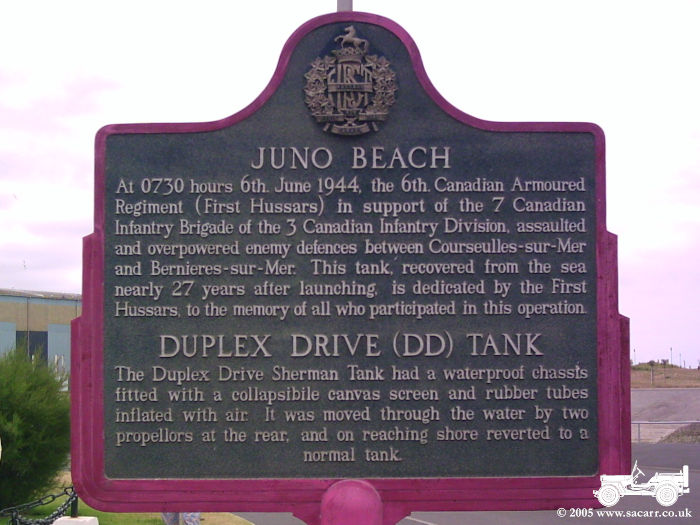 JUNO BEACH
At 0730 hours 6th. June 1944, the 6th. Canadian Armoured
Regiment (First Hussars) in support of the 7 Canadian
Infantry Brigade of the 3 Canadian Infantry Division, assaulted
and overpowered enemy defences between Courseulles-sur-Mer
and Bernieres-sur-Mer. This tank, recovered from the sea
nearly 27 years after launching, is dedicated by the First
Hussars, to the memory of all who participated in this operation.
DUPLEX DRIVE (DD) TANK
The Duplex Drive Sherman Tank had a waterproof chassis
fitted with a collapsibile canvas screen and rubber tubes
inflated with air. It was moved through the water by two
propellors at the rear, and on reaching shore reverted to a
normal tank.
© 2005 www.sacarr.co.uk